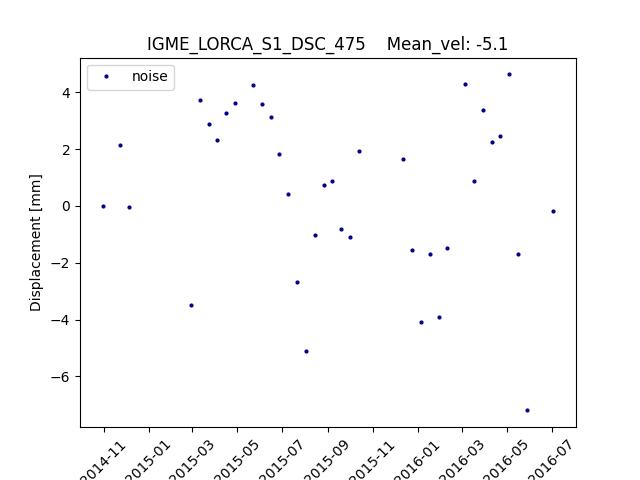 IGME_LORCA_S1_DSC_475    Mean_vel: -5.1
noise
Displacement [mm]
4
2
0
−2
−4
−6
2014-11 2015-01 2015-03 2015-05 2015-07 2015-09 2015-11 2016-01 2016-03 2016-05 2016-07